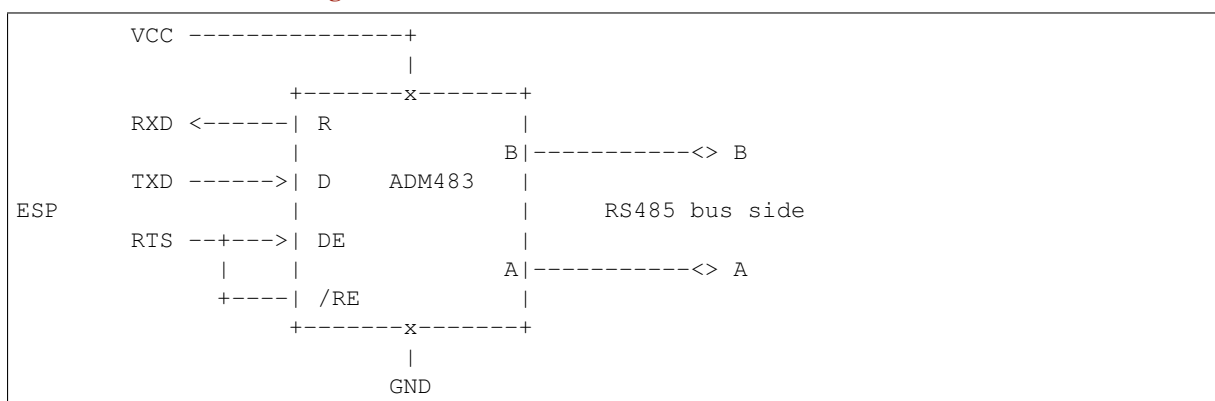 VCC ---------------+
|
+-------x-------+
RXD <------| R |
| B|-----------<> B
TXD ------>| D ADM483 |
ESP | | RS485 bus side
RTS --+--->| DE |
| | A|-----------<> A
+----| /RE |
+-------x-------+
|
GND